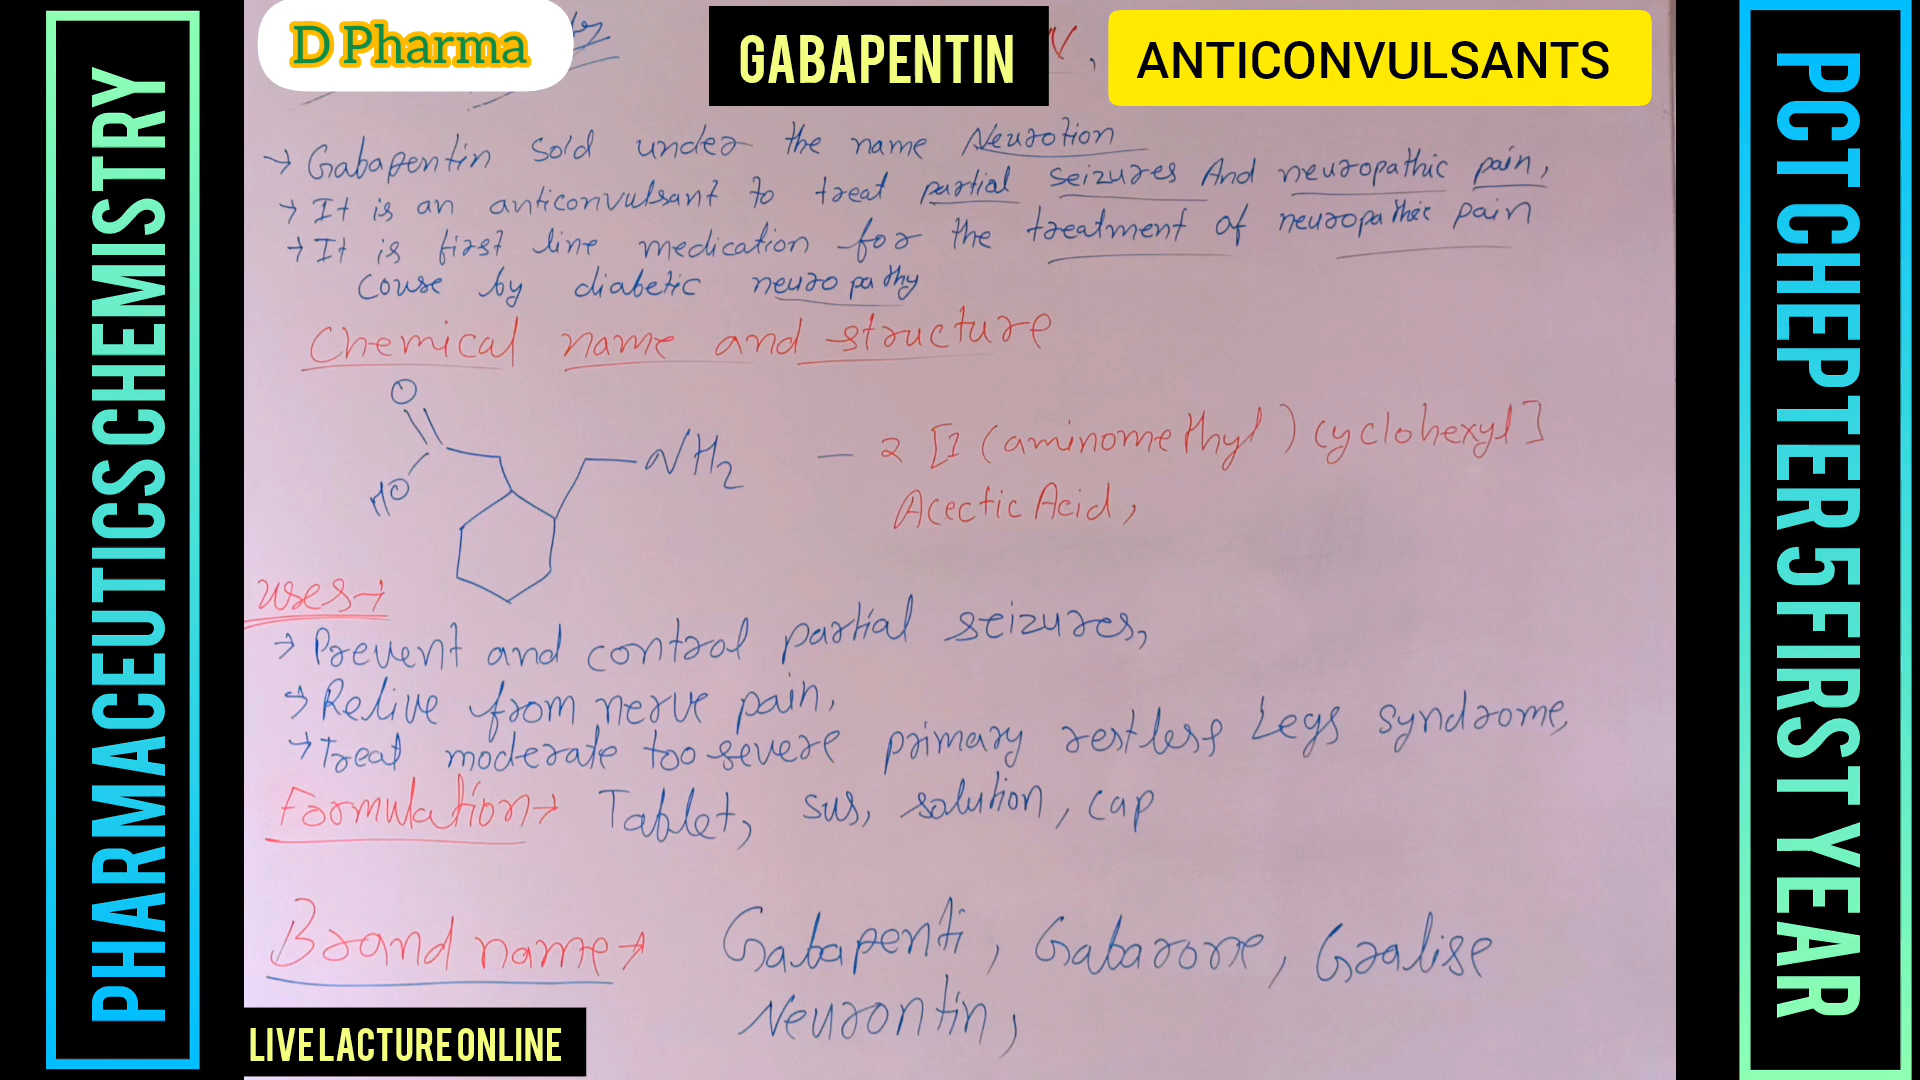 D Pharma
GABAPENTIN
ANTICONVULSANTS
PHARMACEUTICS CHEMISTRY
PCT CHEPTER 5 FIRST YEAR
→ Gabapentin sold under the name Neurotion
→ It is an anticonvulsant to treat partial seizures And neuropathic pain,
→ It is first line medication for the treatment of neuropathic pain
couse by diabetic neuropathy
Chemical name and structure
O
HO
NH2
— 2 [1 (aminomethyl) cyclohexyl]
Acectic Acid,
uses→
→ Prevent and control partial seizures,
→ Relive from nerve pain,
→ Treat moderate too severe primary restless Legs syndrome,
Formulation→ Tablet, sus, solution, cap
Brand name→ Gabapenti, Gabarone, Gralise
Neurontin,
LIVE LACTURE ONLINE